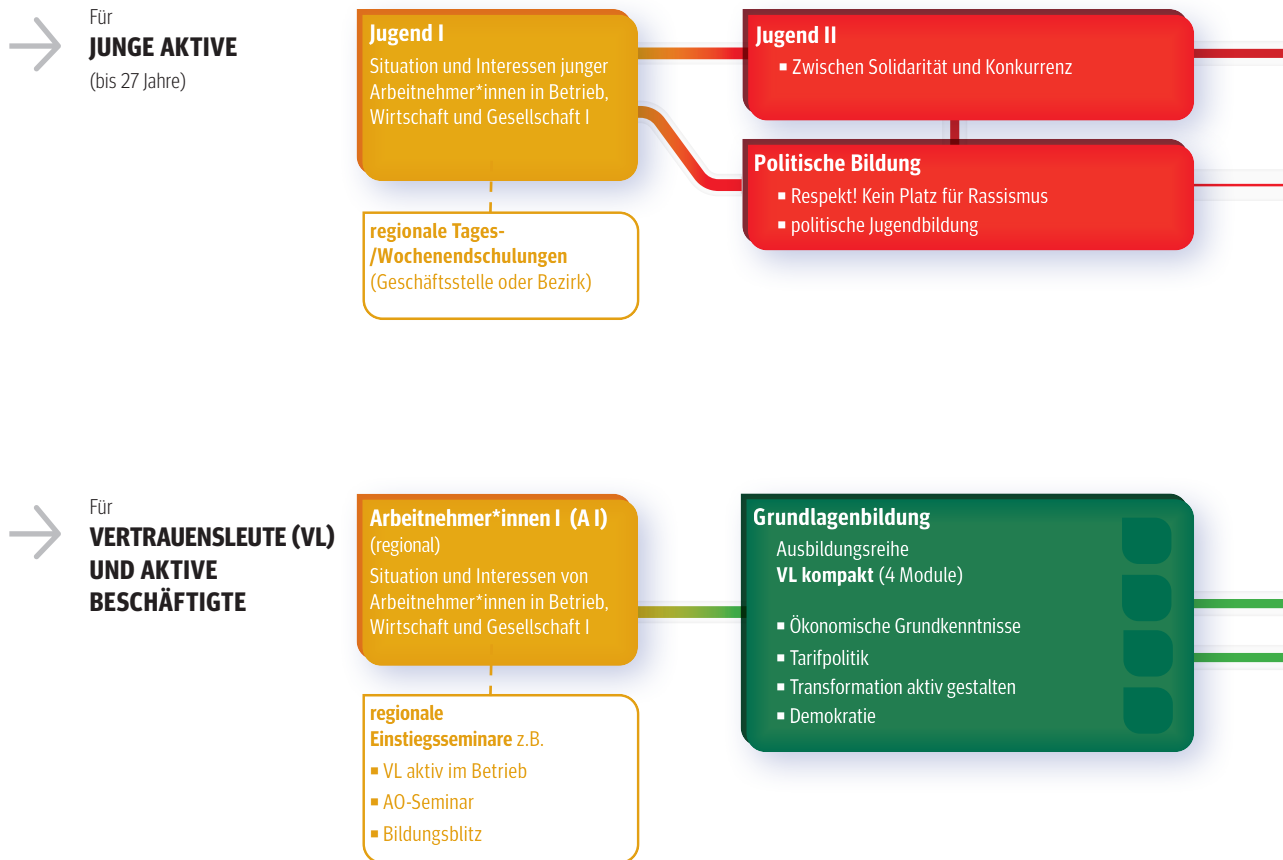 Für
JUNGE AKTIVE
(bis 27 Jahre)
Jugend I
Situation und Interessen junger
Arbeitnehmer*innen in Betrieb,
Wirtschaft und Gesellschaft I
regionale Tages-
/Wochenendschulungen
(Geschäftsstelle oder Bezirk)
Jugend II
▪ Zwischen Solidarität und Konkurrenz
Politische Bildung
▪ Respekt! Kein Platz für Rassismus
▪ politische Jugendbildung
Für
VERTRAUENSLEUTE (VL)
UND AKTIVE
BESCHÄFTIGTE
Arbeitnehmer*innen I (A I)
(regional)
Situation und Interessen von
Arbeitnehmer*innen in Betrieb,
Wirtschaft und Gesellschaft I
regionale
Einstiegsseminare z.B.
▪ VL aktiv im Betrieb
▪ AO-Seminar
▪ Bildungsblitz
Grundlagenbildung
Ausbildungsreihe
VL kompakt (4 Module)
▪ Ökonomische Grundkenntnisse
▪ Tarifpolitik
▪ Transformation aktiv gestalten
▪ Demokratie